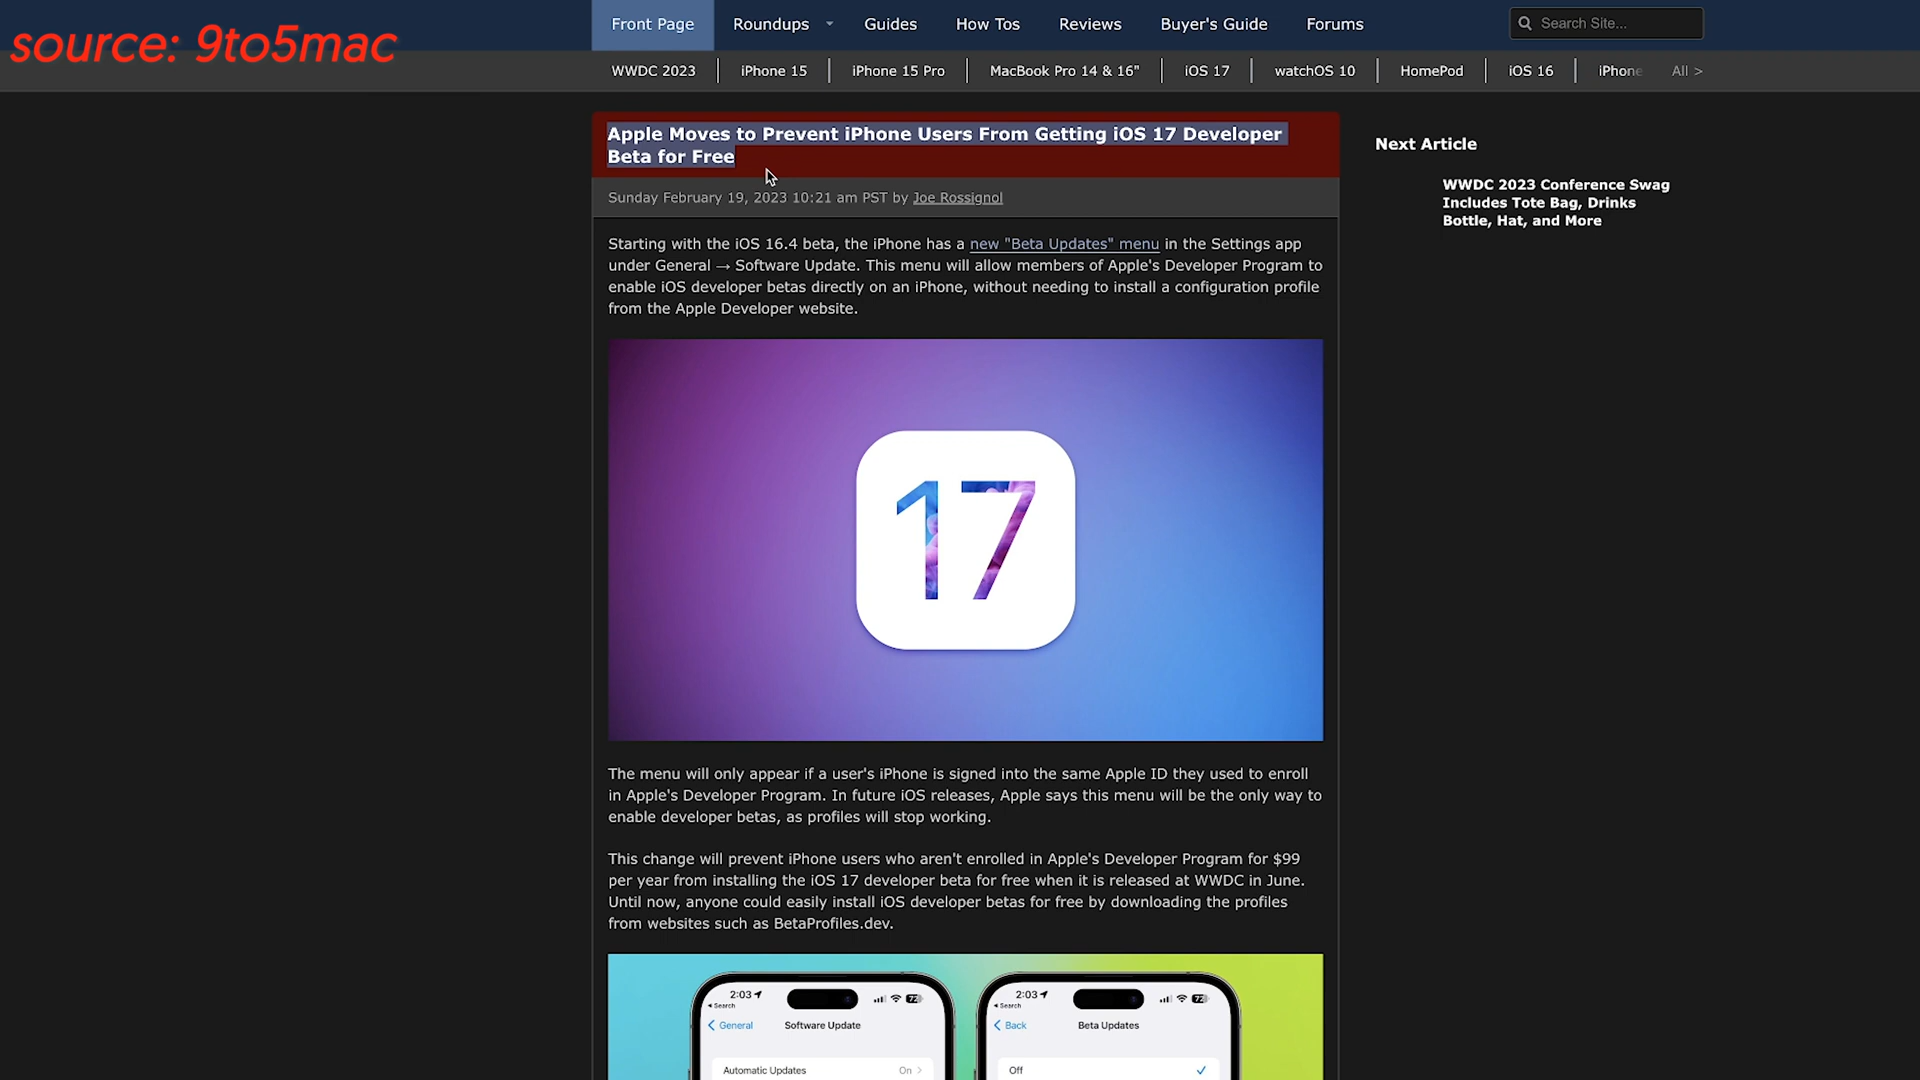 source: 9to5mac
Front Page
Roundups
Guides
How Tos
Reviews
Buyer's Guide
Forums
Search Site...
WWDC 2023
iPhone 15
iPhone 15 Pro
MacBook Pro 14 & 16"
iOS 17
watchOS 10
HomePod
iOS 16
iPhone
All >
Apple Moves to Prevent iPhone Users From Getting iOS 17 Developer
Beta for Free
Sunday February 19, 2023 10:21 am PST by Joe Rossignol
Starting with the iOS 16.4 beta, the iPhone has a new "Beta Updates" menu in the Settings app
under General → Software Update. This menu will allow members of Apple's Developer Program to
enable iOS developer betas directly on an iPhone, without needing to install a configuration profile
from the Apple Developer website.
17
The menu will only appear if a user's iPhone is signed into the same Apple ID they used to enroll
in Apple's Developer Program. In future iOS releases, Apple says this menu will be the only way to
enable developer betas, as profiles will stop working.
This change will prevent iPhone users who aren't enrolled in Apple's Developer Program for $99
per year from installing the iOS 17 developer beta for free when it is released at WWDC in June.
Until now, anyone could easily install iOS developer betas for free by downloading the profiles
from websites such as BetaProfiles.dev.
2:03
72
Search
General
Software Update
Automatic Updates
On >
2:03
72
Search
Back
Beta Updates
Off
Next Article
WWDC 2023 Conference Swag
Includes Tote Bag, Drinks
Bottle, Hat, and More